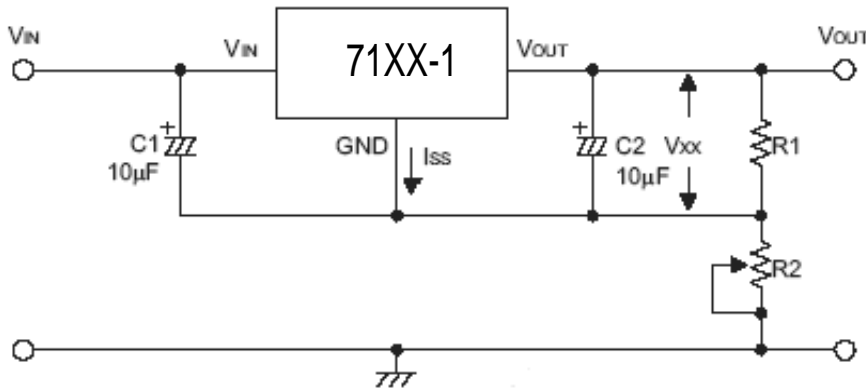 VIN
VIN
71XX-1
VOUT
VOUT
+
C1
10µF
GND
ISS
+
C2
10µF
VXX
R1
R2